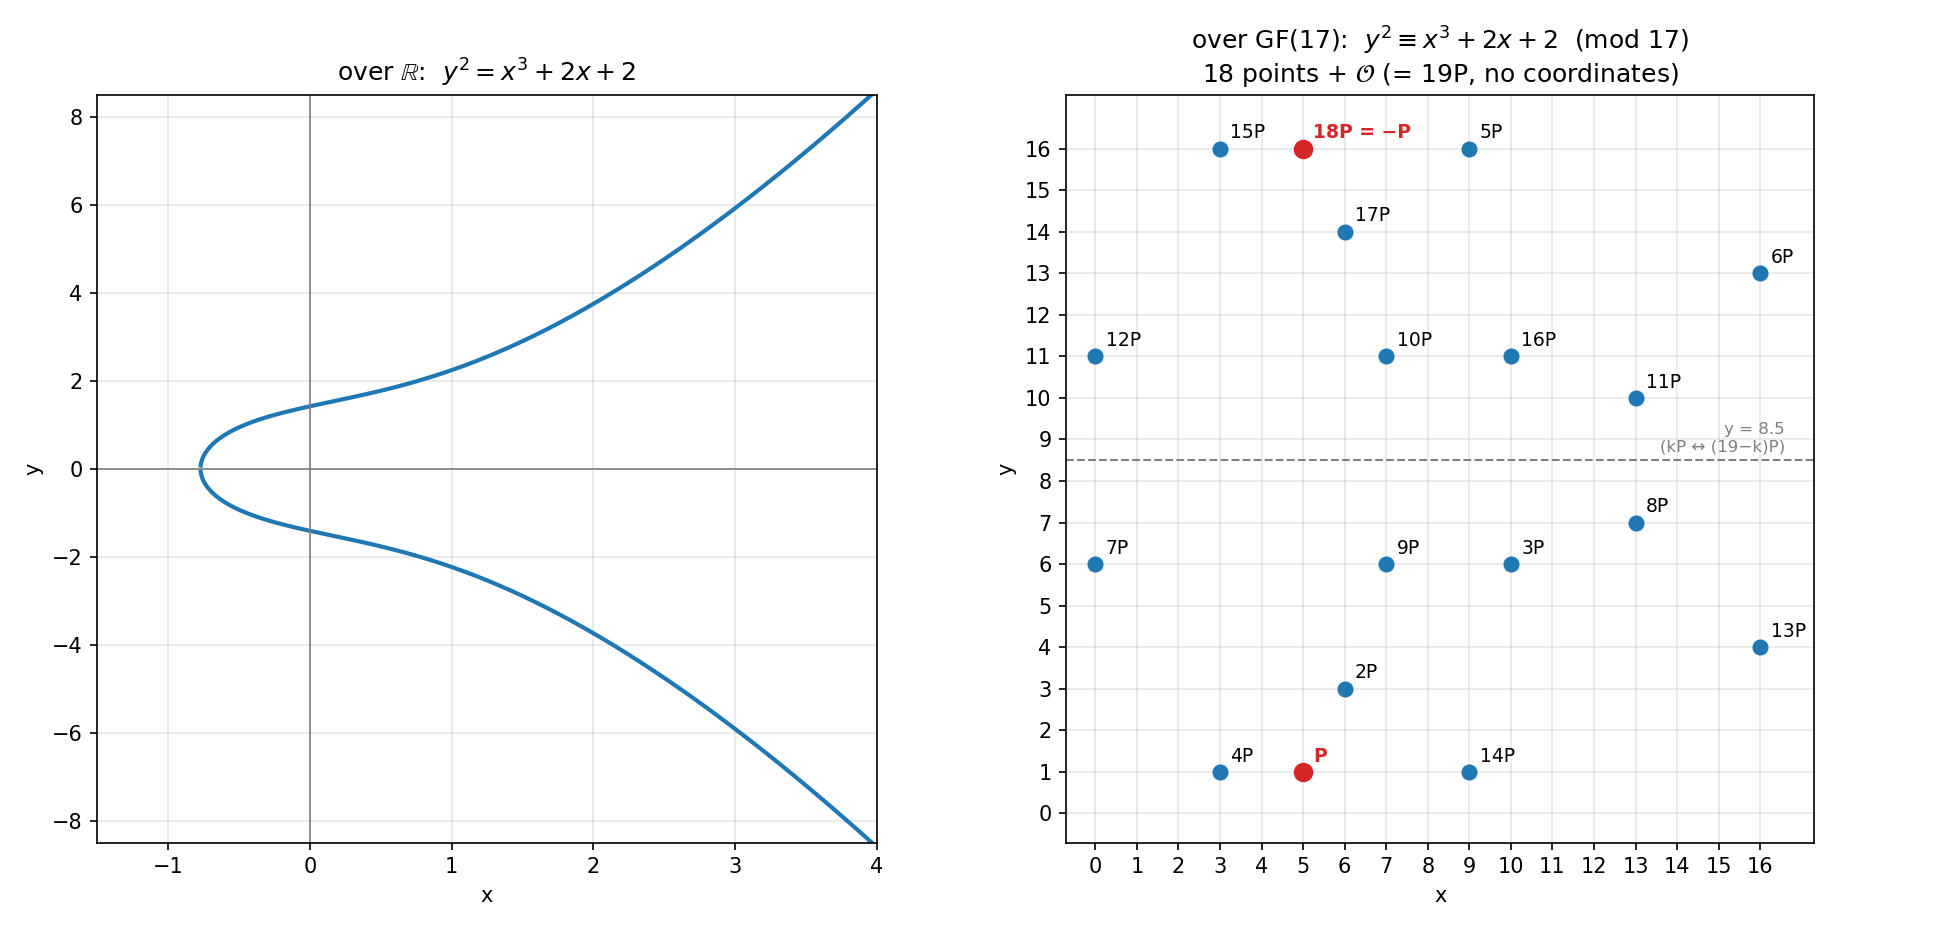 over ℝ: y² = x³ + 2x + 2
8
6
4
2
0
−2
−4
−6
−8
y
−1
0
1
2
3
4
x
over GF(17): y² ≡ x³ + 2x + 2 (mod 17)
18 points + 𝒪 (= 19P, no coordinates)
16
15
14
13
12
11
10
9
8
7
6
5
4
3
2
1
0
y
15P
18P = −P
5P
17P
6P
12P
10P
16P
11P
y = 8.5
(kP ↔ (19−k)P)
8P
7P
9P
3P
13P
2P
4P
P
14P
0 1 2 3 4 5 6 7 8 9 10 11 12 13 14 15 16
x